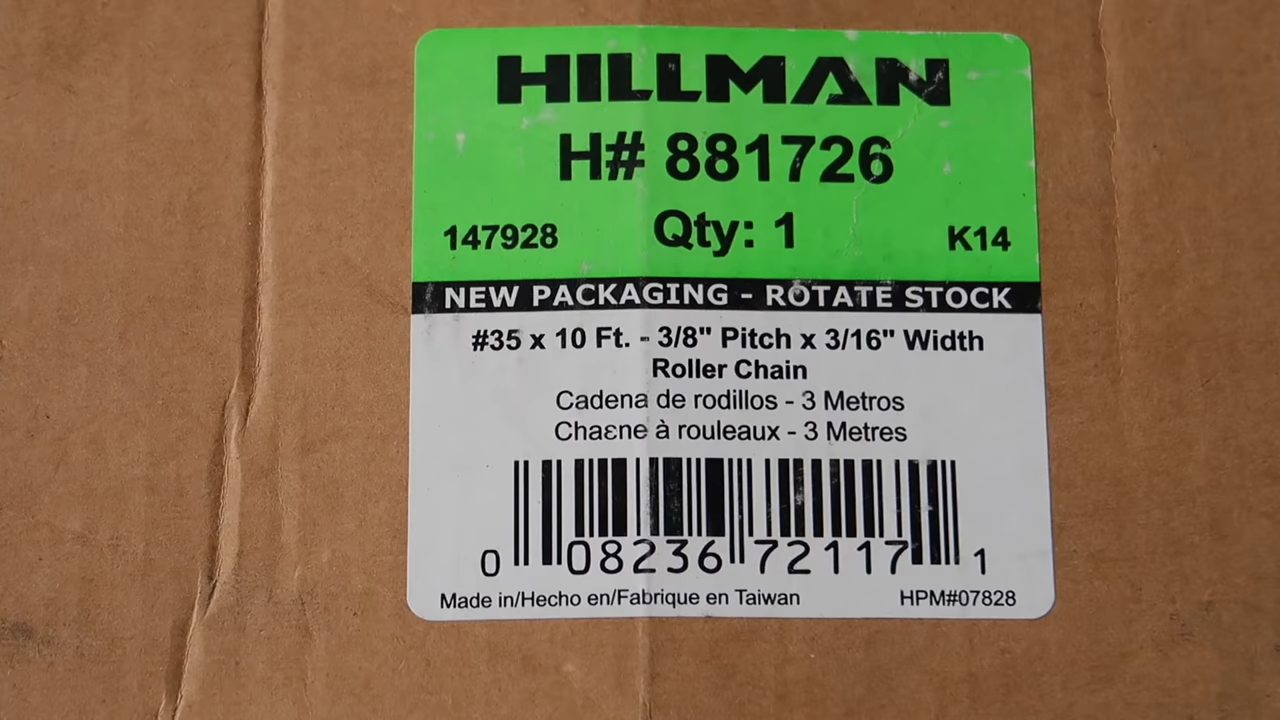 HILLMAN
H# 881726
147928 Qty: 1 K14
NEW PACKAGING - ROTATE STOCK
#35 x 10 Ft. - 3/8" Pitch x 3/16" Width
Roller Chain
Cadena de rodillos - 3 Metros
Chaɛne à rouleaux - 3 Metres
0 08236 72117 1
Made in/Hecho en/Fabrique en Taiwan HPM#07828